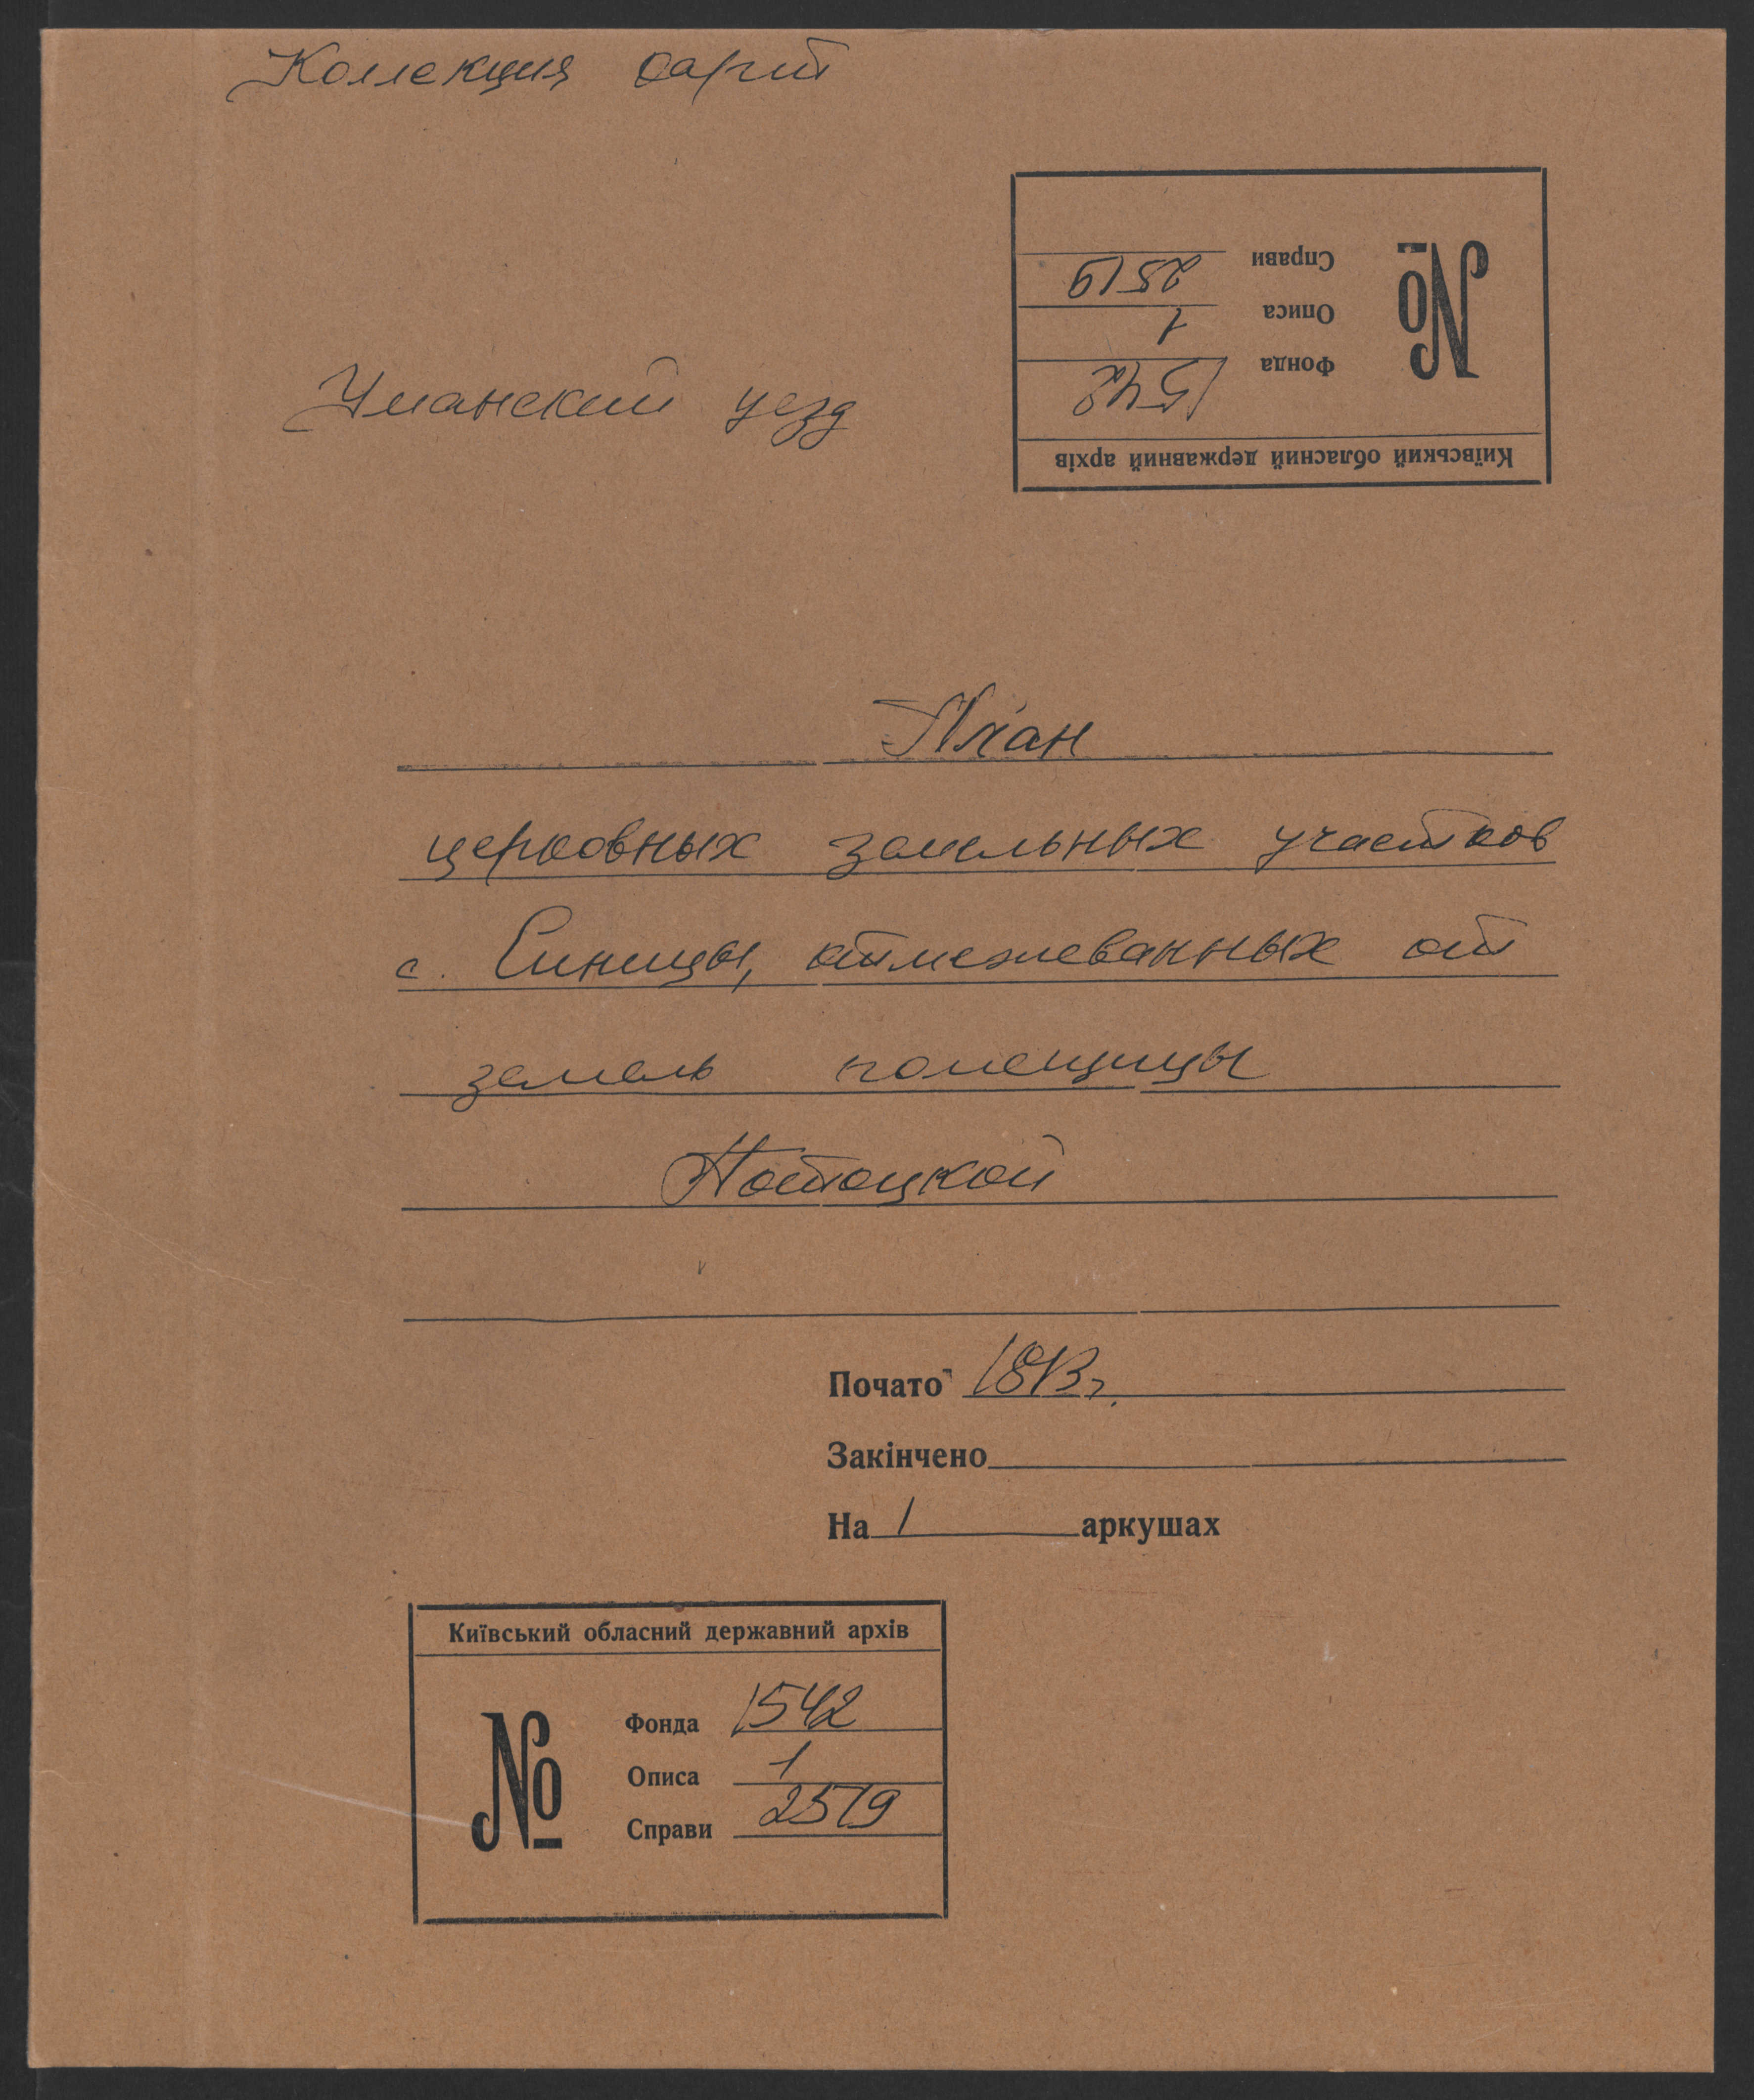 Коллекция карт
Справи 2519
№
Описа 1
Фонда 1542
Київський обласний державний архів
Уманский уезд
План
церковных земельных участков
с. Синицы, отмежеванных от
земель помещицы
Потоцкой
Почато 1813 г.
Закінчено
На 1 аркушах
Київський обласний державний архів
№
Фонда 1542
Описа 1
Справи 2519